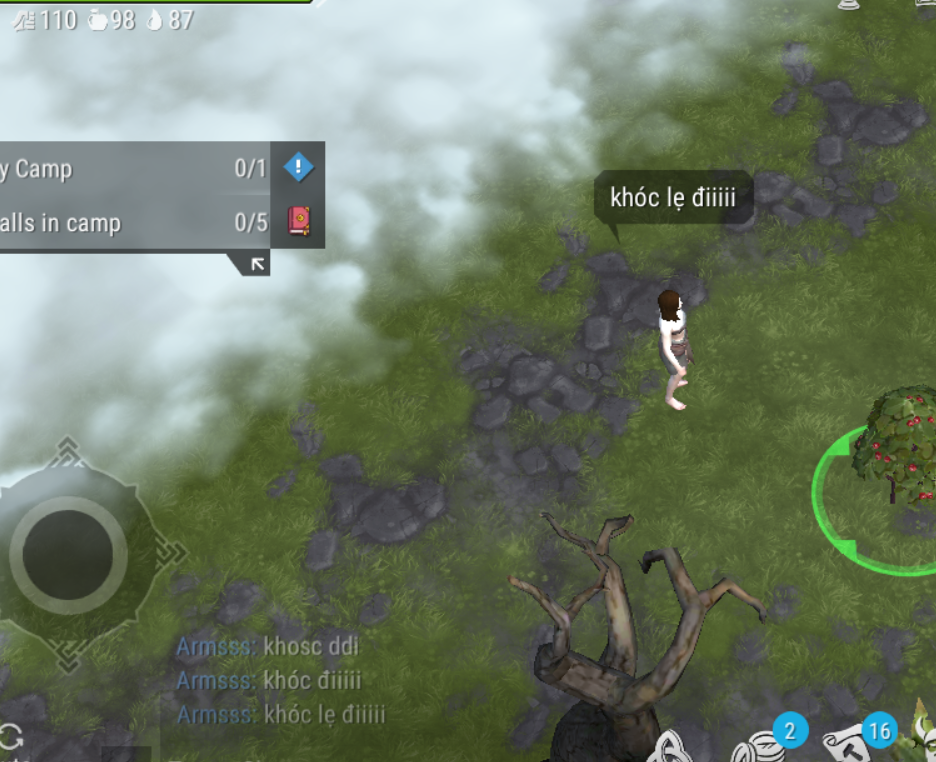 110 98 87
y Camp 0/1
alls in camp 0/5
khóc lẹ điiiii
Armsss: khosc ddi
Armsss: khóc điiiii
Armsss: khóc lẹ điiiii
2 16